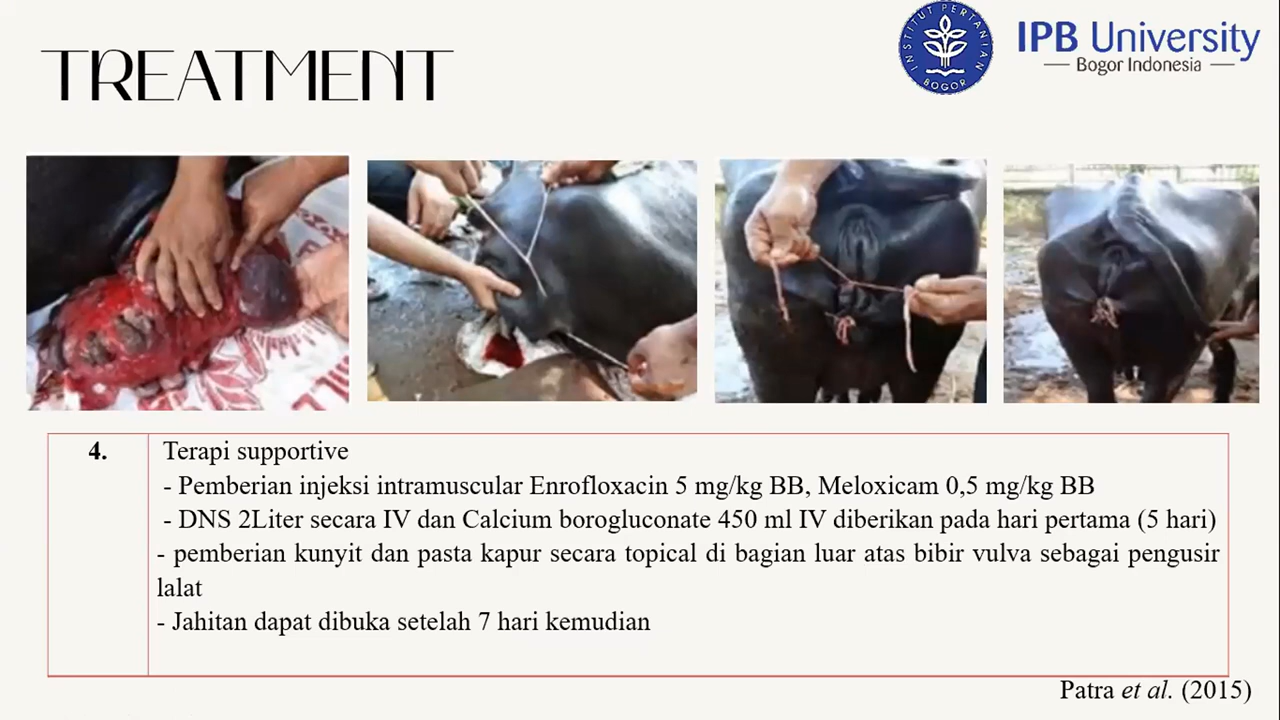 TREATMENT
INSTITUT PERTANIAN
BOGOR
IPB University
Bogor Indonesia
4.
Terapi supportive
- Pemberian injeksi intramuscular Enrofloxacin 5 mg/kg BB, Meloxicam 0,5 mg/kg BB
- DNS 2Liter secara IV dan Calcium borogluconate 450 ml IV diberikan pada hari pertama (5 hari)
- pemberian kunyit dan pasta kapur secara topical di bagian luar atas bibir vulva sebagai pengusir
lalat
- Jahitan dapat dibuka setelah 7 hari kemudian
Patra et al. (2015)